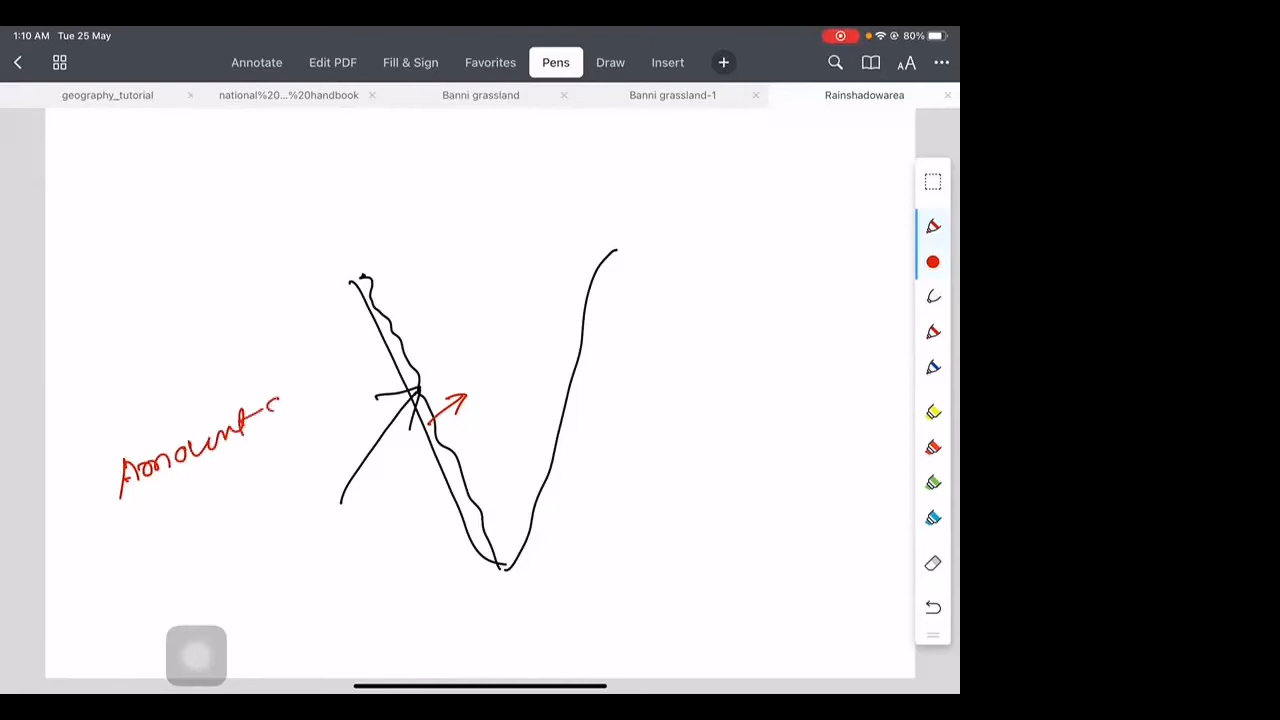 1:10 AM Tue 25 May
80%
Annotate Edit PDF Fill & Sign Favorites Pens Draw Insert
AA
geography_tutorial national%20...%20handbook Banni grassland Banni grassland-1 Rainshadowarea
Amount